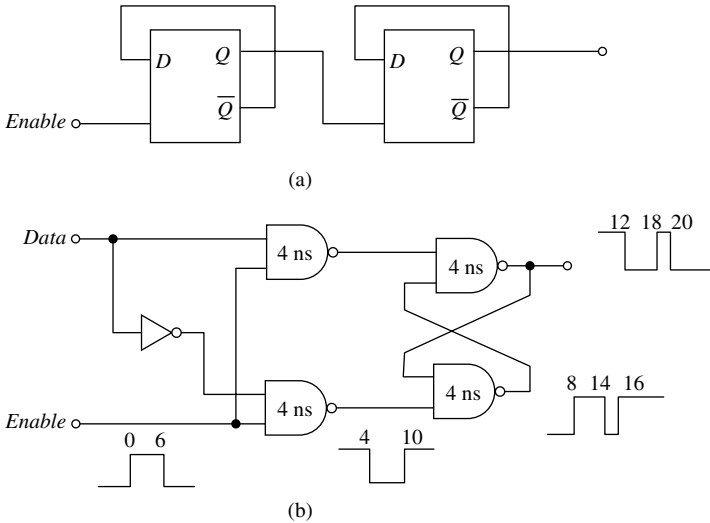 D Q D Q
Q̅ Q̅
Enable
(a)
12 18 20
Data
4 ns 4 ns
8 14 16
4 ns 4 ns
Enable
0 6
4 10
(b)